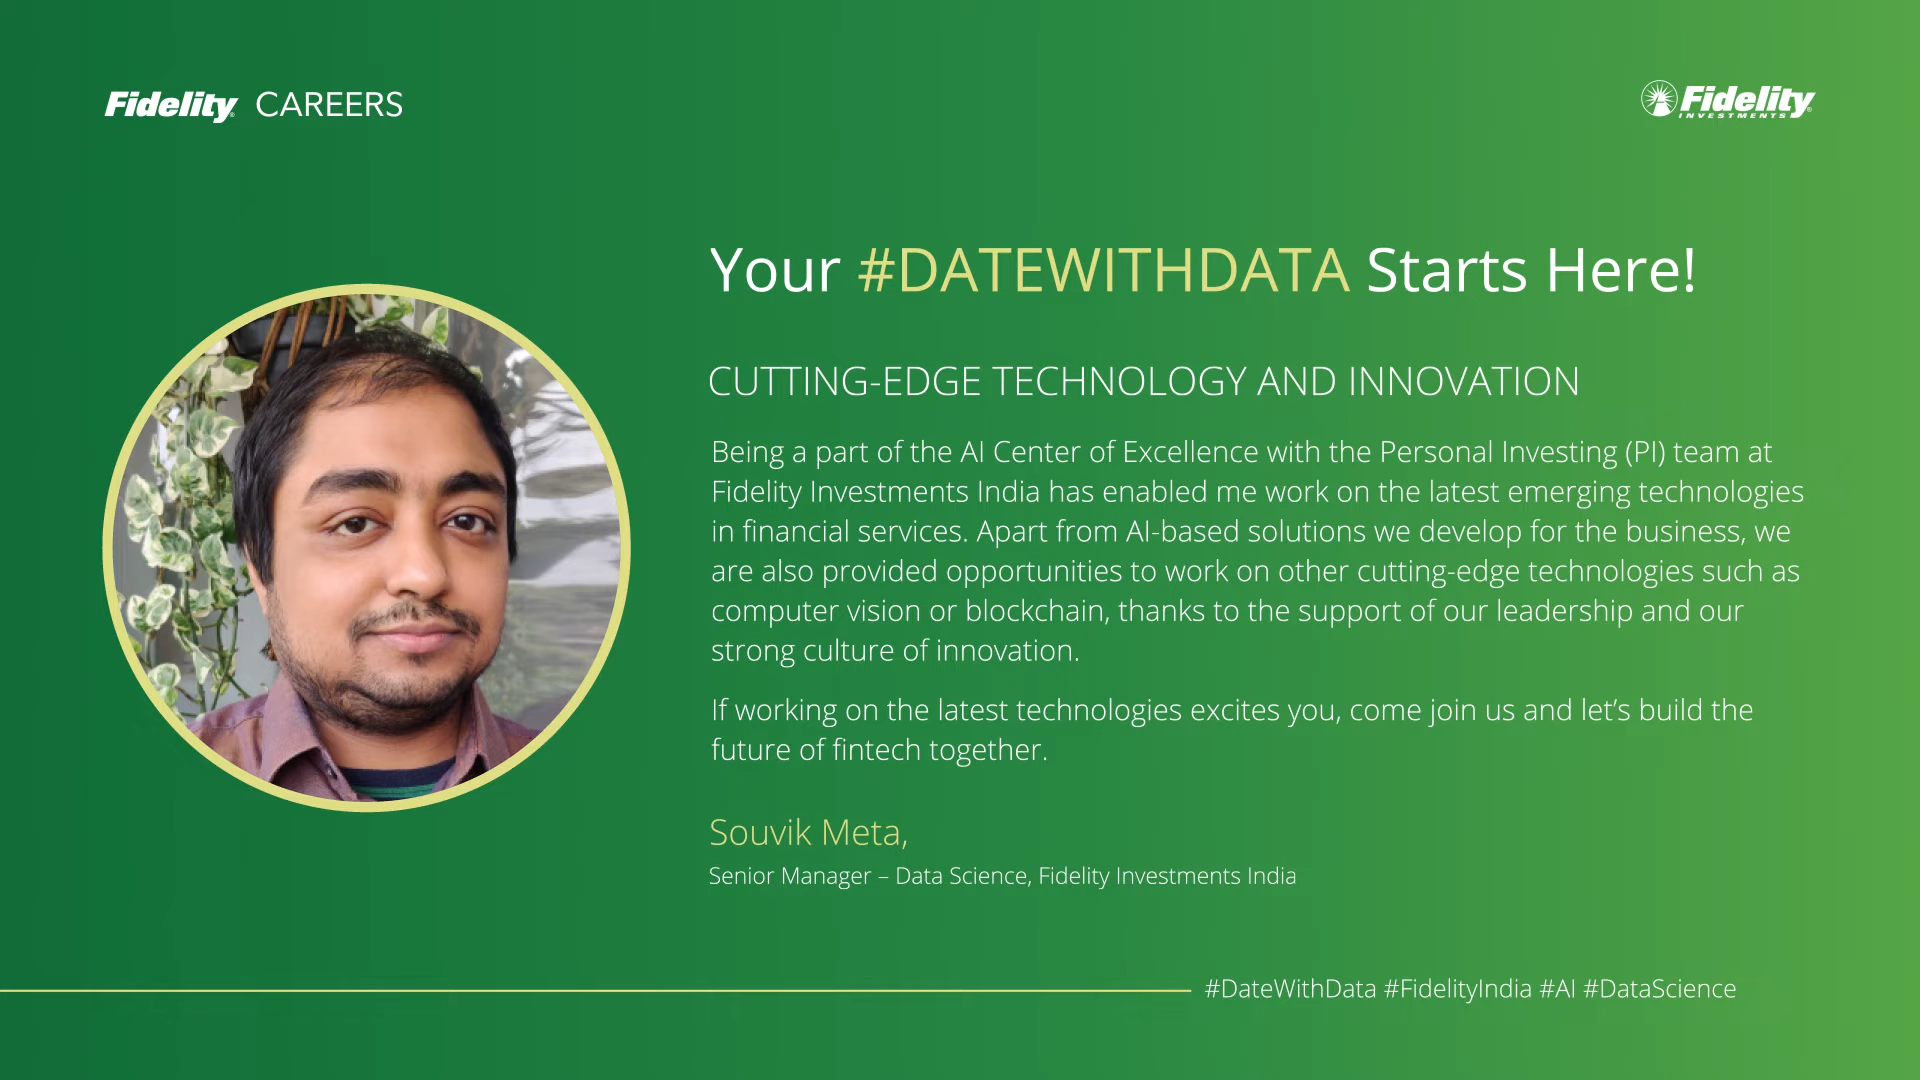 Fidelity CAREERS
Fidelity
INVESTMENTS
Your #DATEWITHDATA Starts Here!
CUTTING-EDGE TECHNOLOGY AND INNOVATION
Being a part of the AI Center of Excellence with the Personal Investing (PI) team at
Fidelity Investments India has enabled me work on the latest emerging technologies
in financial services. Apart from AI-based solutions we develop for the business, we
are also provided opportunities to work on other cutting-edge technologies such as
computer vision or blockchain, thanks to the support of our leadership and our
strong culture of innovation.
If working on the latest technologies excites you, come join us and let’s build the
future of fintech together.
Souvik Meta,
Senior Manager – Data Science, Fidelity Investments India
#DateWithData #FidelityIndia #AI #DataScience